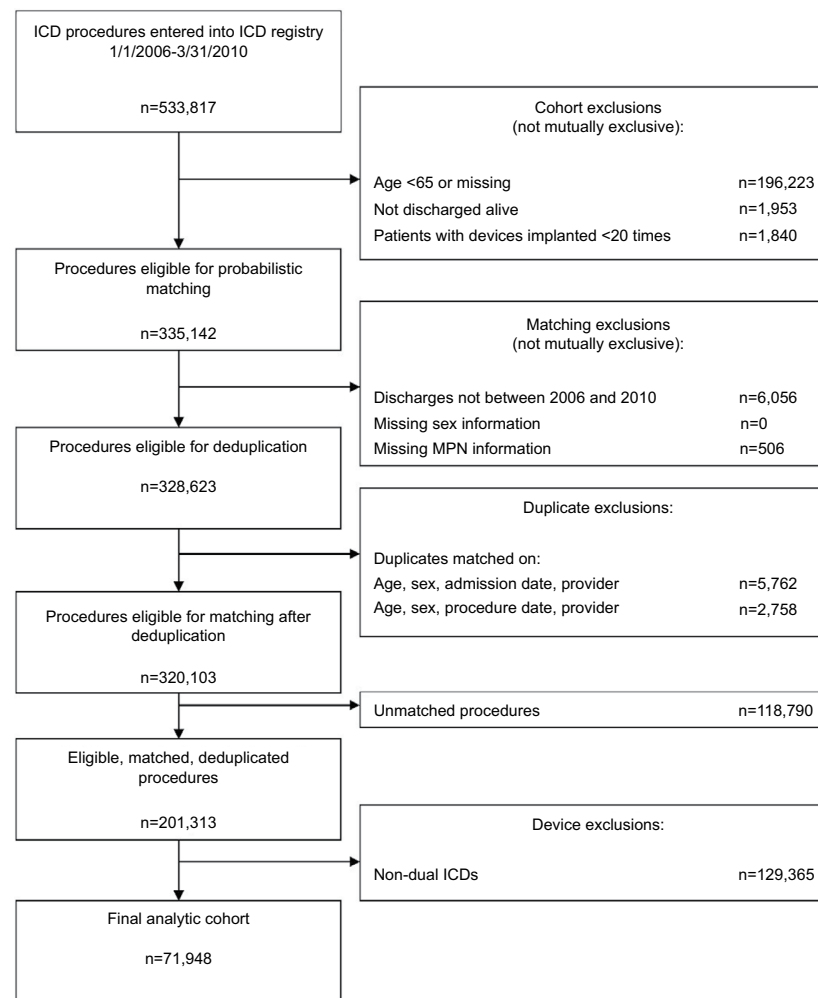 ICD procedures entered into ICD registry
1/1/2006-3/31/2010
n=533,817
Cohort exclusions
(not mutually exclusive):
Age <65 or missing n=196,223
Not discharged alive n=1,953
Patients with devices implanted <20 times n=1,840
Procedures eligible for probabilistic
matching
n=335,142
Matching exclusions
(not mutually exclusive):
Discharges not between 2006 and 2010 n=6,056
Missing sex information n=0
Missing MPN information n=506
Procedures eligible for deduplication
n=328,623
Duplicate exclusions:
Duplicates matched on:
Age, sex, admission date, provider n=5,762
Age, sex, procedure date, provider n=2,758
Procedures eligible for matching after
deduplication
n=320,103
Unmatched procedures n=118,790
Eligible, matched, deduplicated
procedures
n=201,313
Device exclusions:
Non-dual ICDs n=129,365
Final analytic cohort
n=71,948